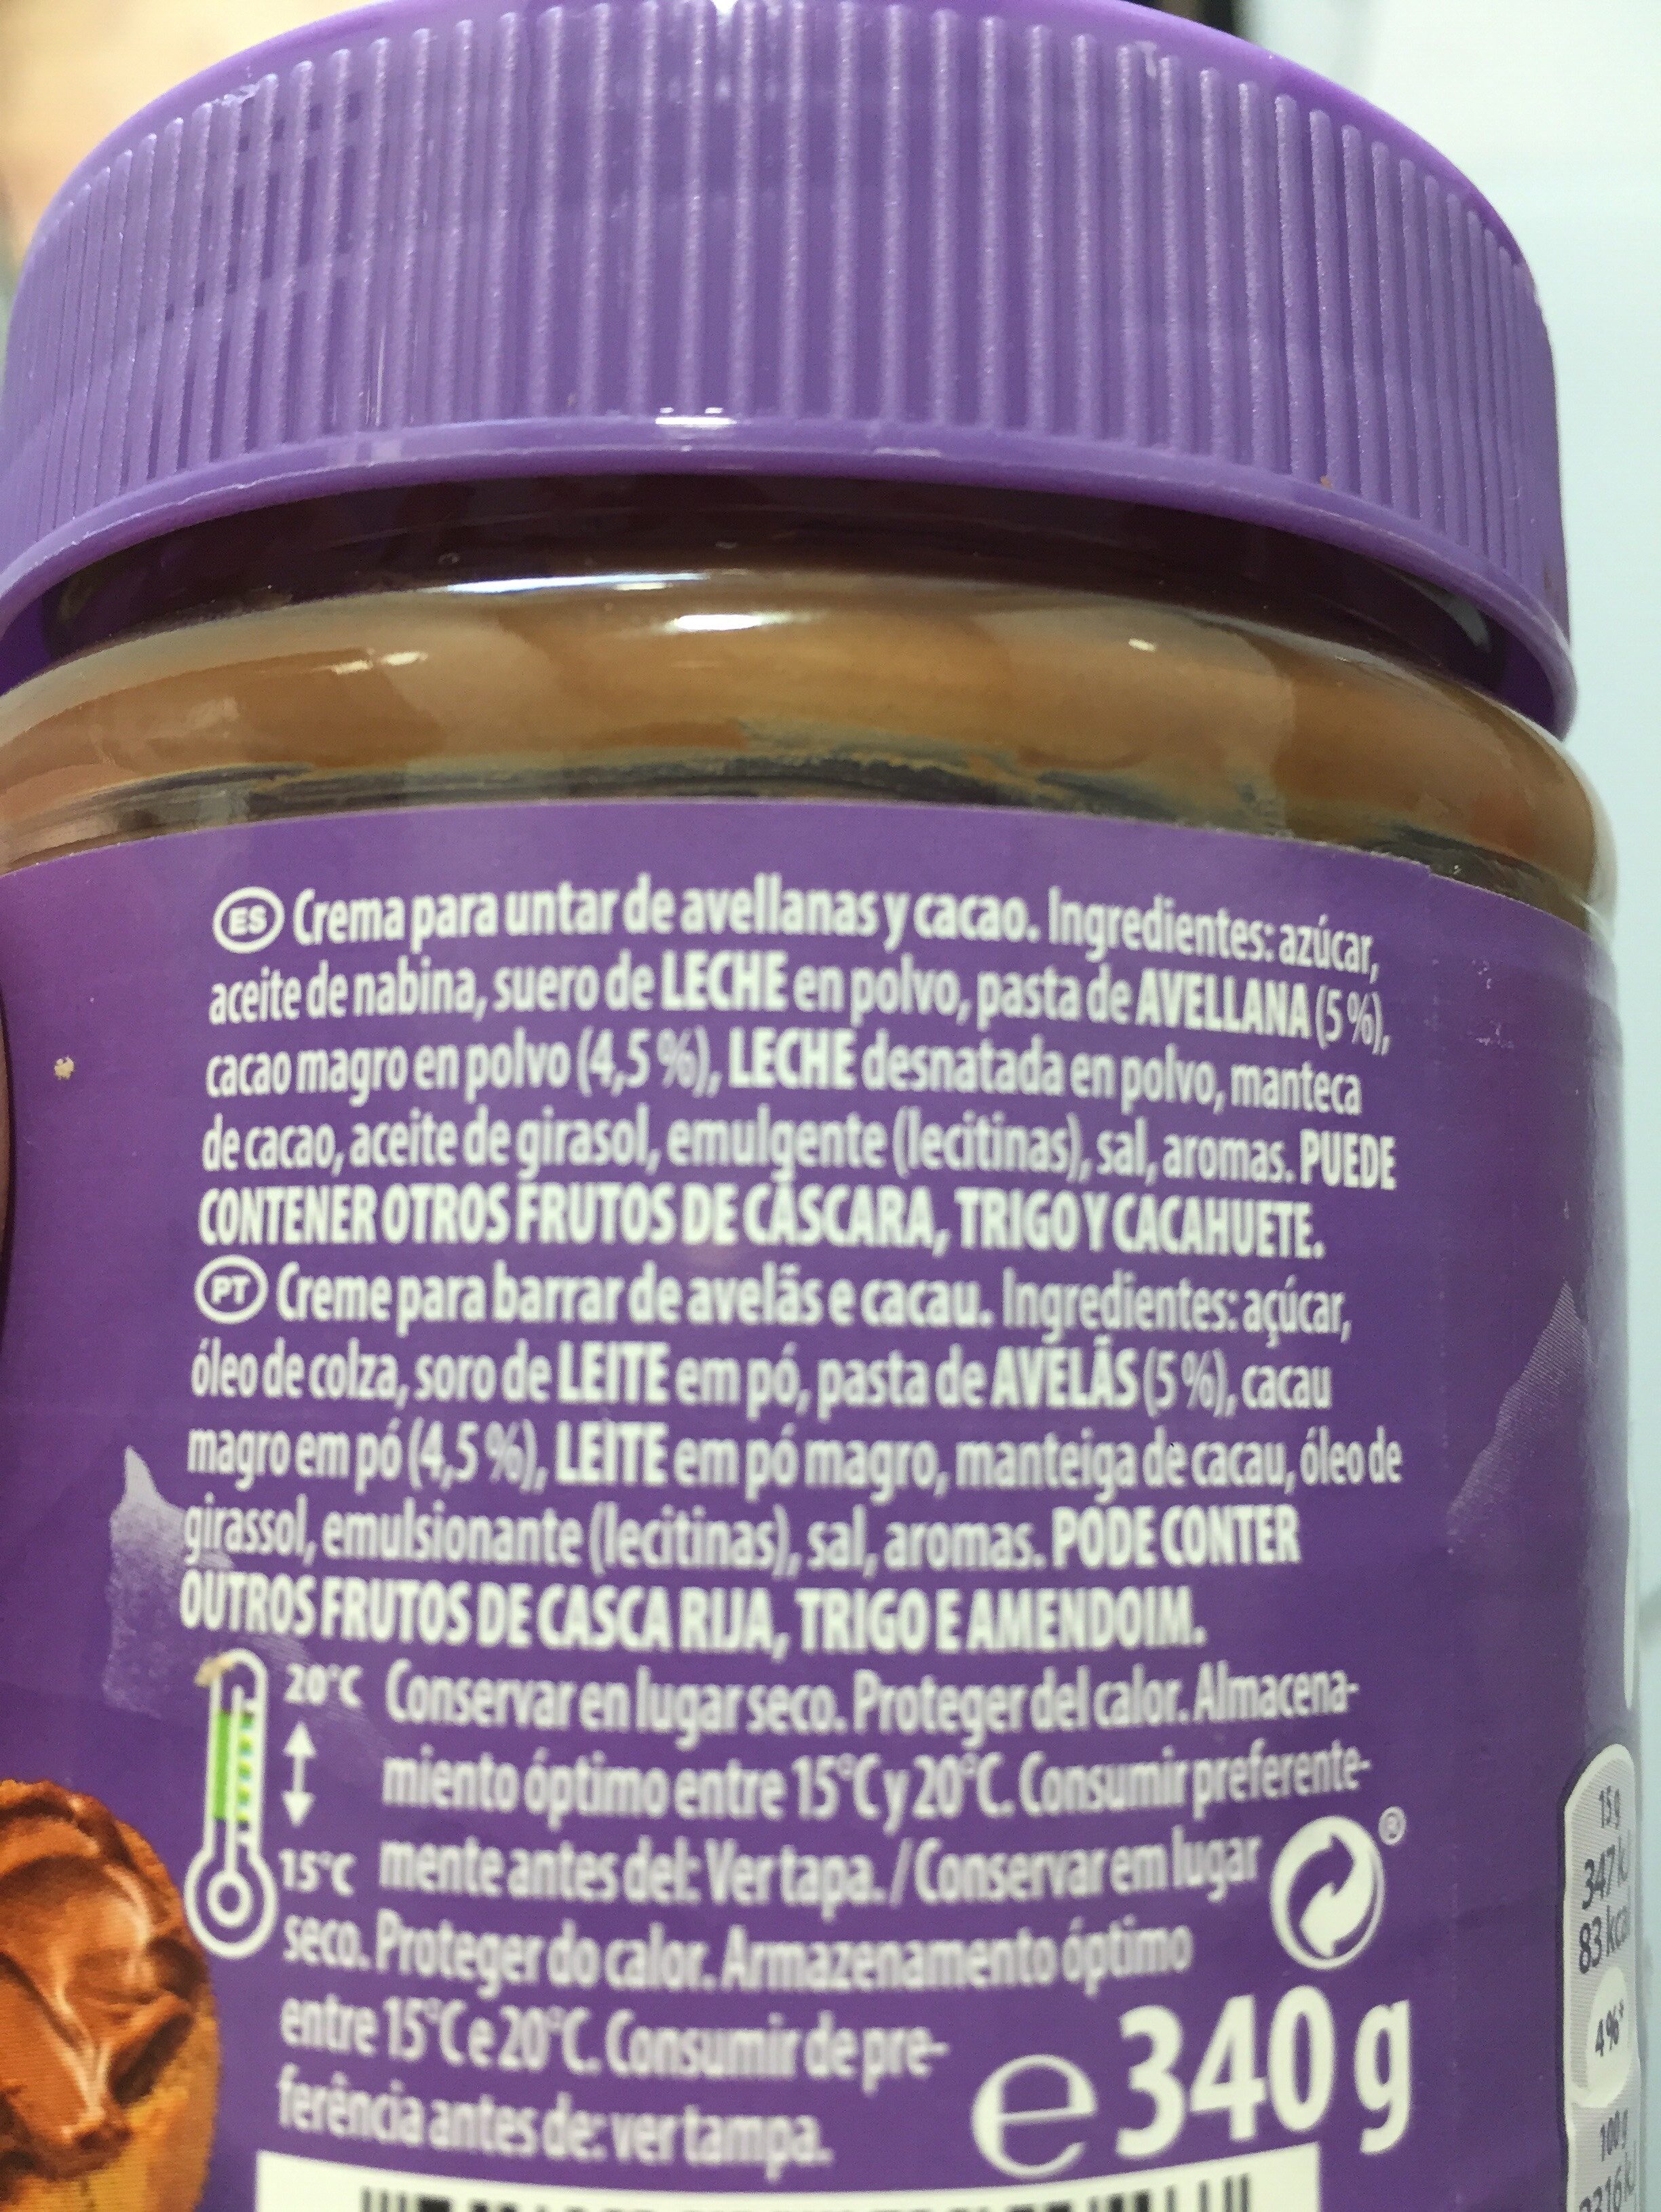 ES Crema para untar de avellanas y cacao. Ingredientes: azúcar,
aceite de nabina, suero de LECHE en polvo, pasta de AVELLANA (5 %),
cacao magro en polvo (4,5 %), LECHE desnatada en polvo, manteca
de cacao, aceite de girasol, emulgente (lecitinas), sal, aromas. PUEDE
CONTENER OTROS FRUTOS DE CÁSCARA, TRIGO Y CACAHUETE.
PT Creme para barrar de avelãs e cacau. Ingredientes: açúcar,
óleo de colza, soro de LEITE em pó, pasta de AVELÃS (5 %), cacau
magro em pó (4,5 %), LEITE em pó magro, manteiga de cacau, óleo de
girassol, emulsionante (lecitinas), sal, aromas. PODE CONTER
OUTROS FRUTOS DE CASCA RIJA, TRIGO E AMENDOIM.
20°C Conservar en lugar seco. Proteger del calor. Almacena-
miento óptimo entre 15°C y 20°C. Consumir preferente-
15°C mente antes del: Ver tapa. / Conservar em lugar
seco. Proteger do calor. Armazenamento óptimo
entre 15°C e 20°C. Consumir de pre-
ferência antes de: ver tampa.
℮ 340 g
15 g
347
83 kcal
4%*
100 g